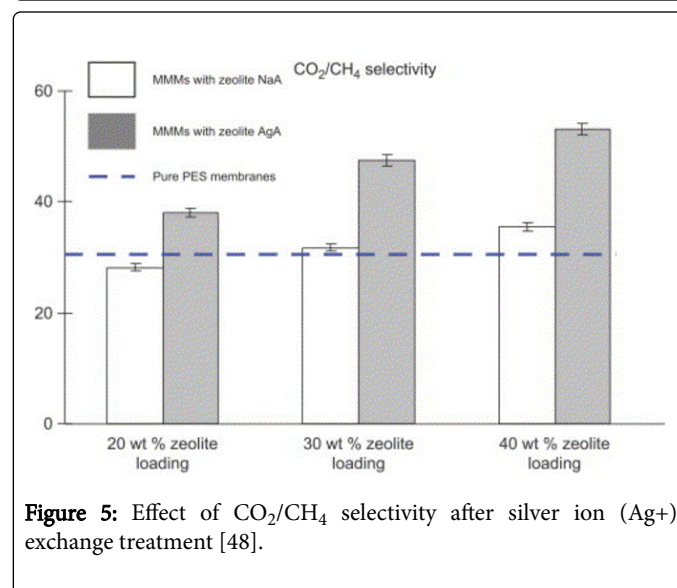 CO2/CH4 selectivity
MMMs with zeolite NaA
MMMs with zeolite AgA
Pure PES membranes
60
40
20
0
20 wt % zeolite
loading
30 wt % zeolite
loading
40 wt % zeolite
loading
Figure 5: Effect of CO2/CH4 selectivity after silver ion (Ag+)
exchange treatment [48].